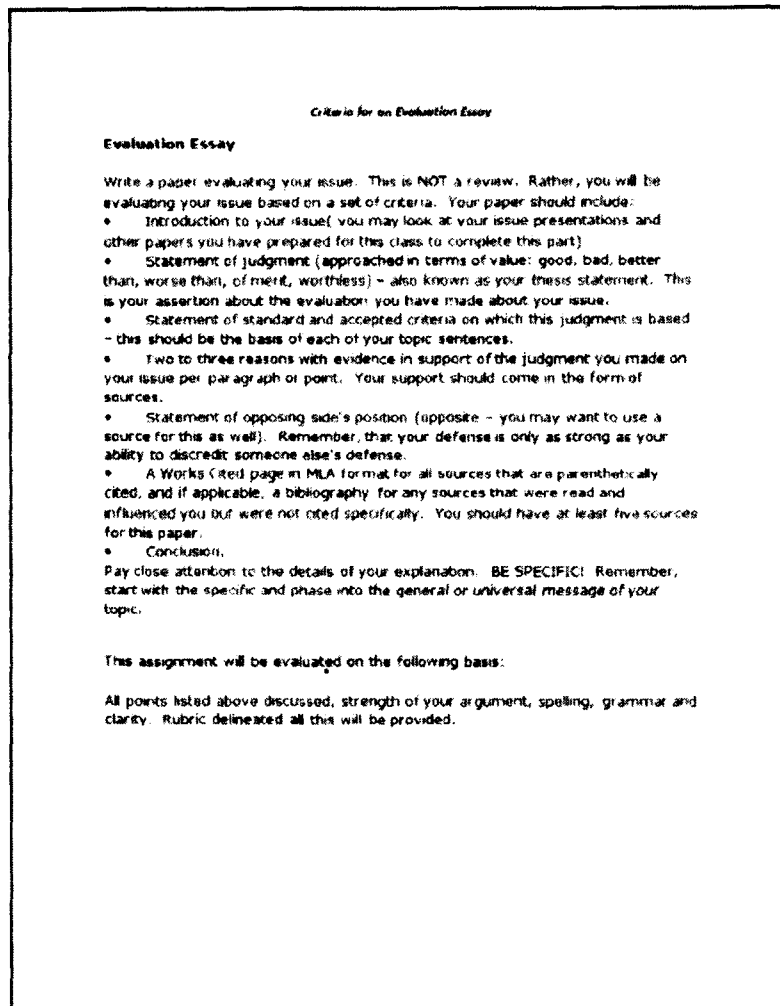 Criteria for an Evaluation Essay
Evaluation Essay
Write a paper evaluating your issue. This is NOT a review. Rather, you will be
evaluating your issue based on a set of criteria. Your paper should include:
• Introduction to your issue( you may look at your issue presentations and
other papers you have prepared for this class to complete this part)
• Statement of judgment (approached in terms of value: good, bad, better
than, worse than, of merit, worthless) – also known as your thesis statement. This
is your assertion about the evaluation you have made about your issue.
• Statement of standard and accepted criteria on which this judgment is based
– this should be the basis of each of your topic sentences.
• Two to three reasons with evidence in support of the judgment you made on
your issue per paragraph or point. Your support should come in the form of
sources.
• Statement of opposing side's position (opposite – you may want to use a
source for this as well). Remember, that your defense is only as strong as your
ability to discredit someone else's defense.
• A Works Cited page in MLA format for all sources that are parenthetically
cited, and if applicable, a bibliography for any sources that were read and
influenced you but were not cited specifically. You should have at least five sources
for this paper.
• Conclusion.
Pay close attention to the details of your explanation. BE SPECIFIC! Remember,
start with the specific and phase into the general or universal message of your
topic.
This assignment will be evaluated on the following basis:
All points listed above discussed, strength of your argument, spelling, grammar and
clarity. Rubric delineated all this will be provided.